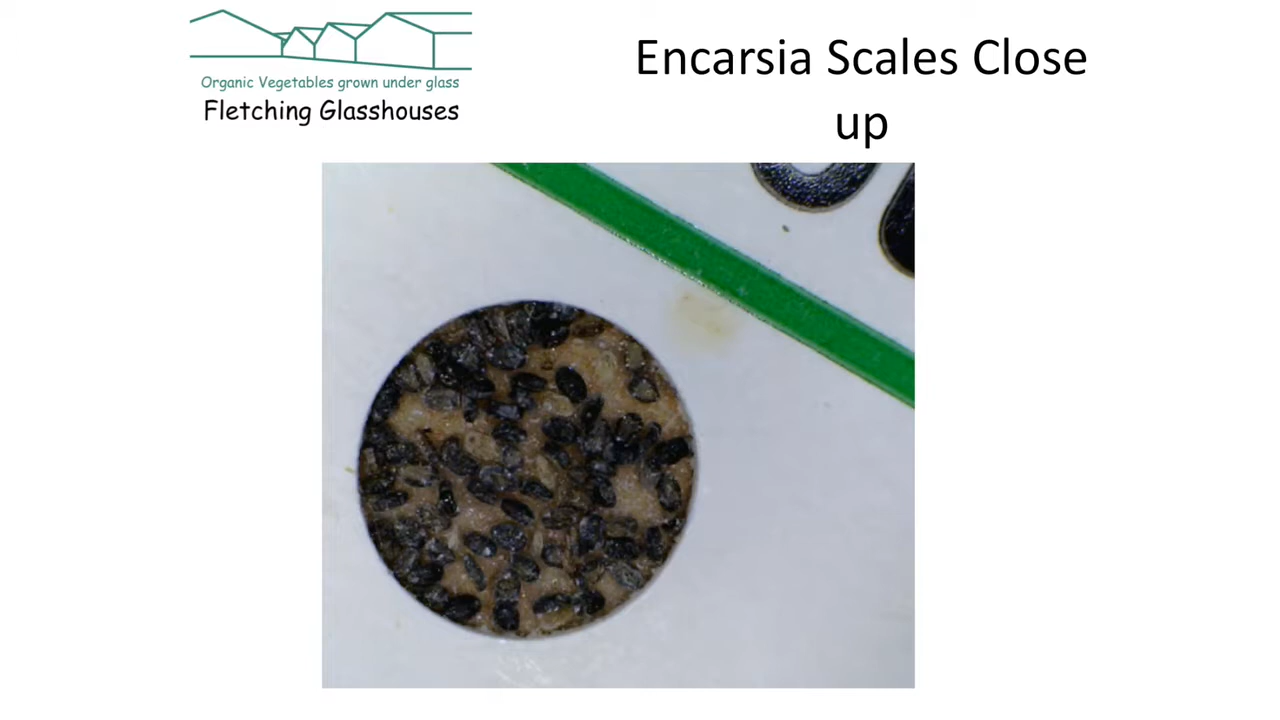 Organic Vegetables grown under glass
Fletching Glasshouses
Encarsia Scales Close
up